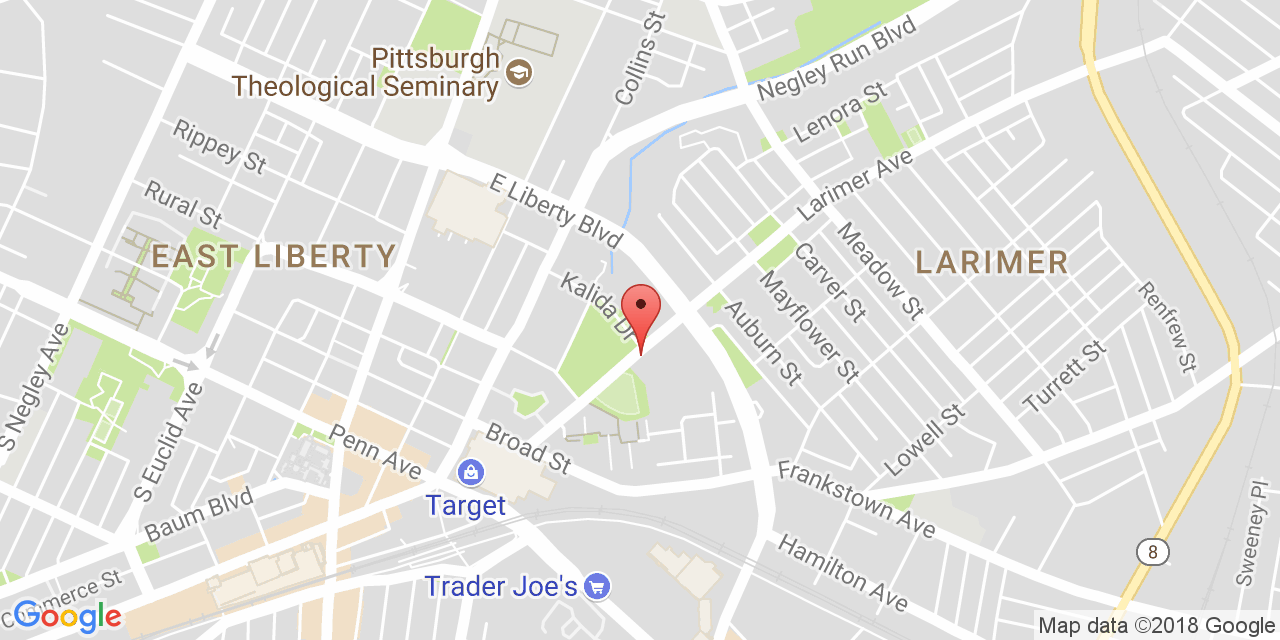 Pittsburgh
Theological Seminary
Collins St
Negley Run Blvd
Lenora St
Rippey St
E Liberty Blvd
Larimer Ave
Rural St
EAST LIBERTY
LARIMER
Meadow St
Carver St
Mayflower St
Kalida Dr
Auburn St
Renfrew St
S Negley Ave
S Euclid Ave
Turrett St
Lowell St
Penn Ave
Broad St
Target
Frankstown Ave
Baum Blvd
Hamilton Ave
8
Sweeney Pl
Trader Joe's
Commerce St
Google
Map data ©2018 Google